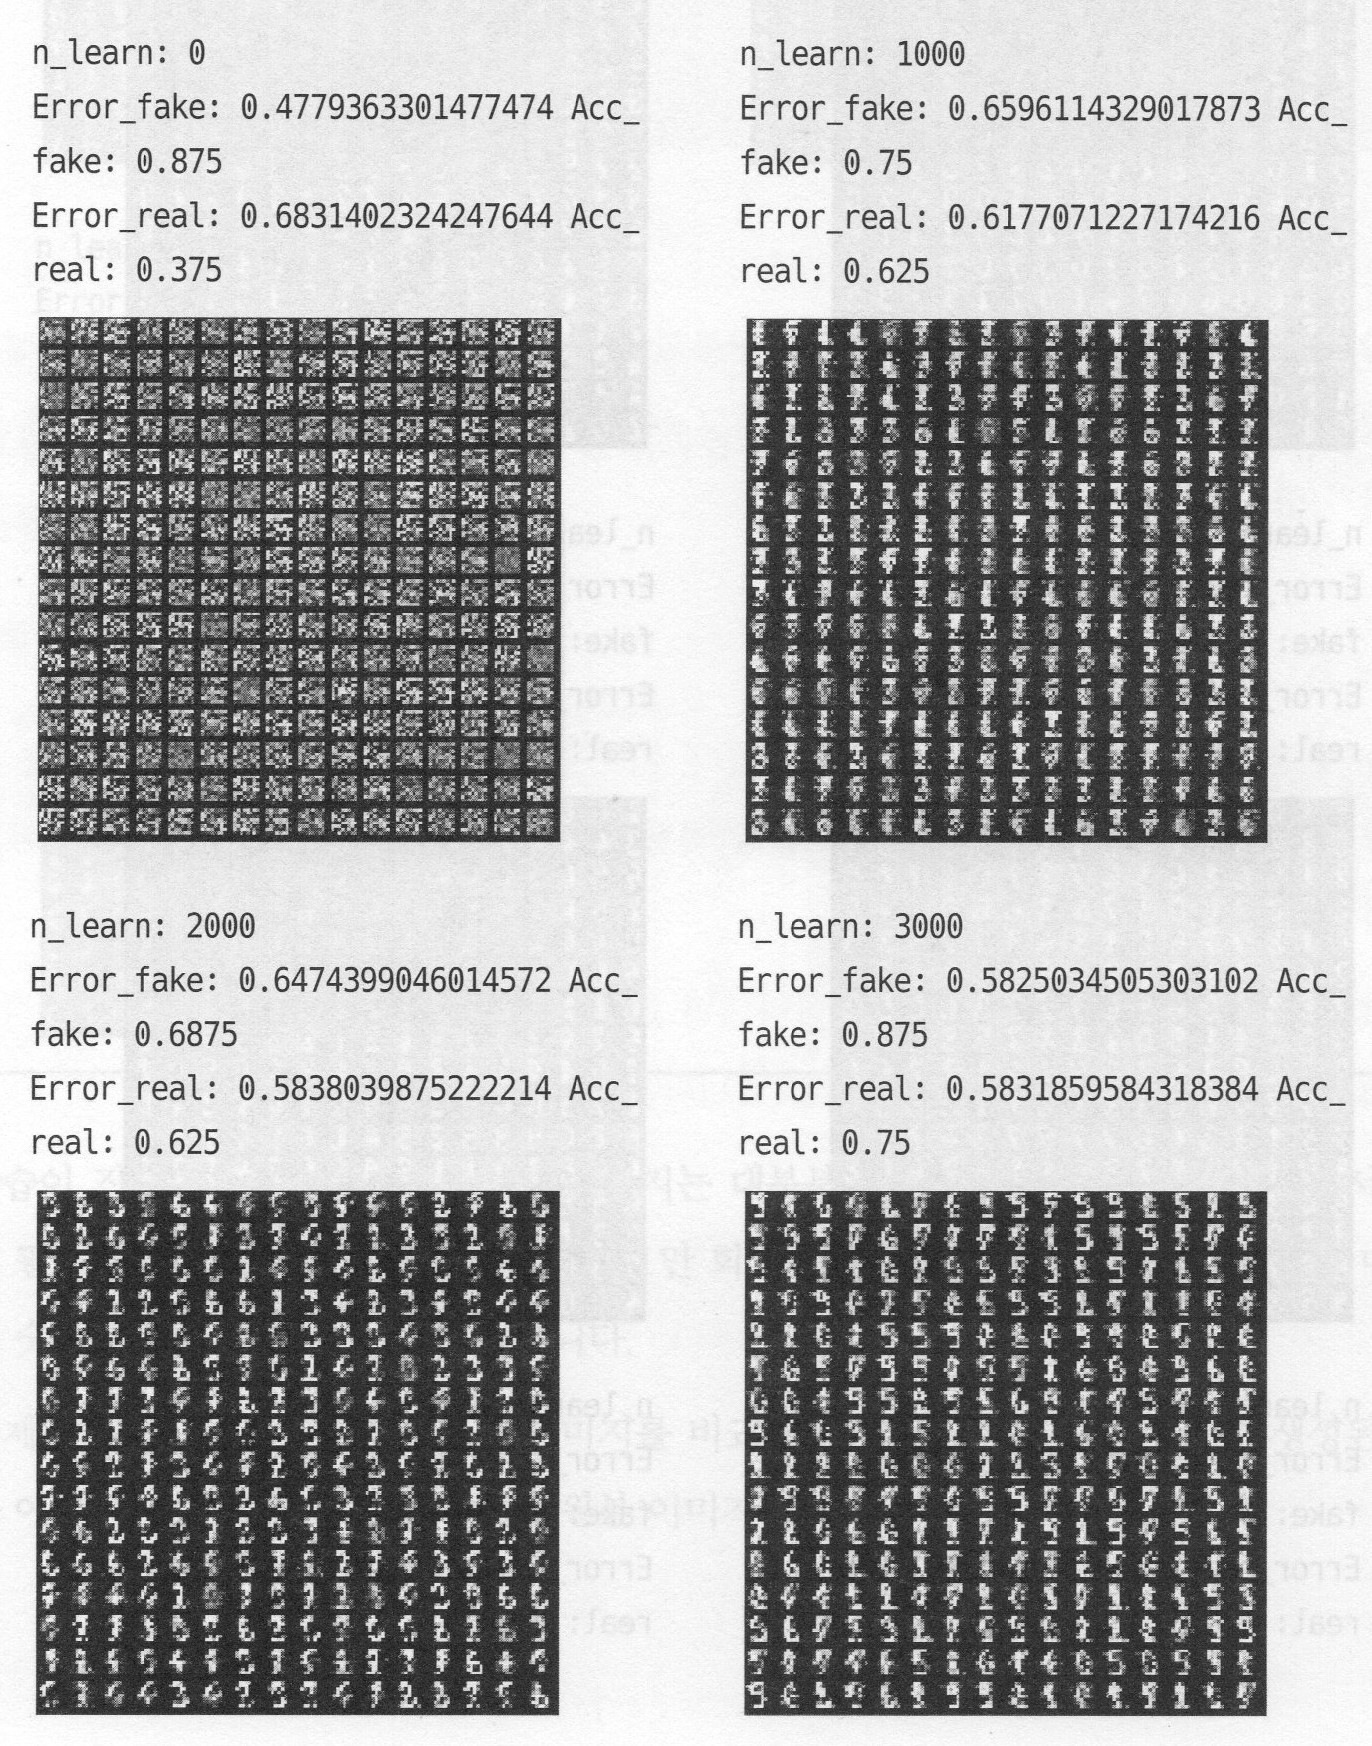 n_learn: 0
Error_fake: 0.4779363301477474 Acc_
fake: 0.875
Error_real: 0.6831402324247644 Acc_
real: 0.375
n_learn: 1000
Error_fake: 0.6596114329017873 Acc_
fake: 0.75
Error_real: 0.6177071227174216 Acc_
real: 0.625
n_learn: 2000
Error_fake: 0.6474399046014572 Acc_
fake: 0.6875
Error_real: 0.5838039875222214 Acc_
real: 0.625
n_learn: 3000
Error_fake: 0.5825034505303102 Acc_
fake: 0.875
Error_real: 0.5831859584318384 Acc_
real: 0.75